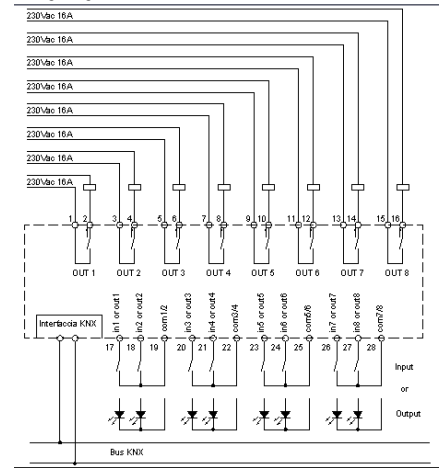 230Vac 16A
230Vac 16A
230Vac 16A
230Vac 16A
230Vac 16A
230Vac 16A
230Vac 16A
230Vac 16A
1 2 3 4 5 6 7 8 9 10 11 12 13 14 15 16
OUT 1 OUT 2 OUT 3 OUT 4 OUT 5 OUT 6 OUT 7 OUT 8
Interfaccia KNX
in1 or out1
in2 or out2
com1/2
in3 or out3
in4 or out4
com3/4
in5 or out5
in6 or out6
com5/6
in7 or out7
in8 or out8
com7/8
17 18 19 20 21 22 23 24 25 26 27 28
Input
or
Output
Bus KNX